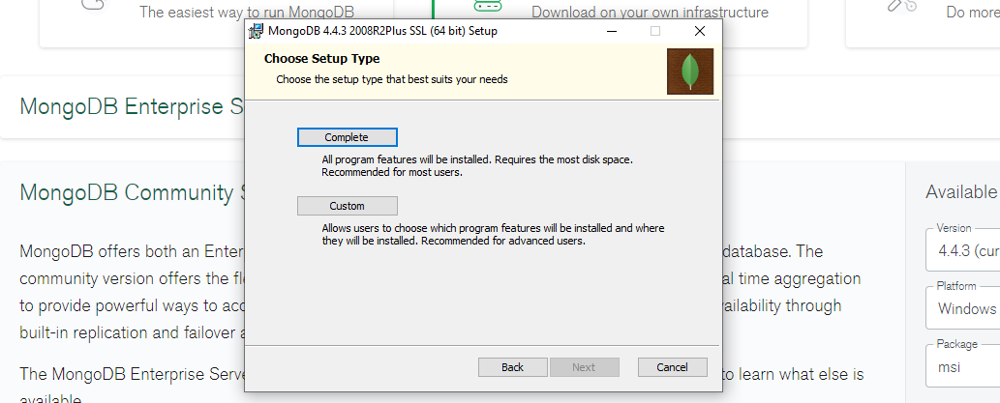 The easiest way to run MongoDB
Download on your own infrastructure
Do more
MongoDB 4.4.3 2008R2Plus SSL (64 bit) Setup
Choose Setup Type
Choose the setup type that best suits your needs
MongoDB Enterprise S
Complete
All program features will be installed. Requires the most disk space.
Recommended for most users.
Custom
Allows users to choose which program features will be installed and where
they will be installed. Recommended for advanced users.
Back
Next
Cancel
MongoDB Community
MongoDB offers both an Enter
database. The
community version offers the fl
al time aggregation
to provide powerful ways to acc
vailability through
built-in replication and failover
The MongoDB Enterprise Serve
to learn what else is
available
Available
Version
4.4.3 (cur
Platform
Windows
Package
msi